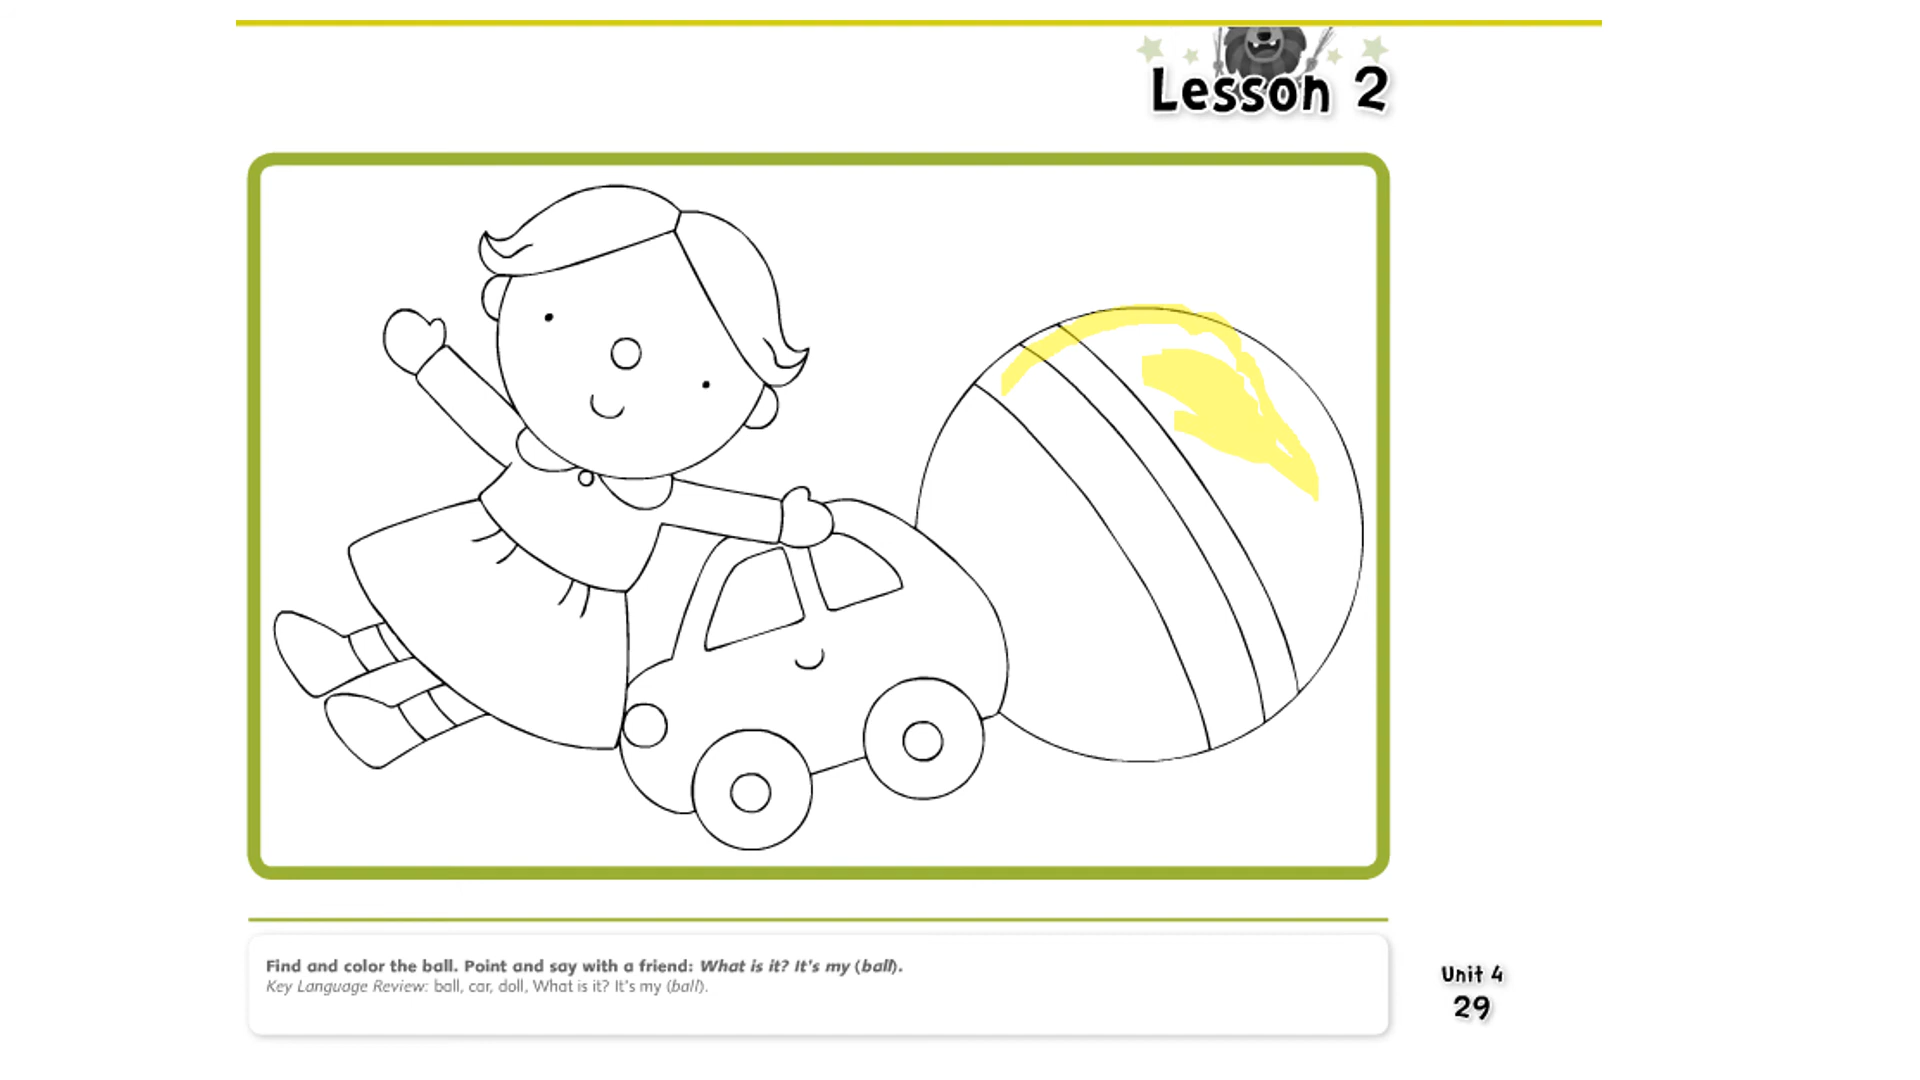 Lesson 2
Find and color the ball. Point and say with a friend: What is it? It's my (ball).
Key Language Review: ball, car, doll, What is it? It's my (ball).
Unit 4
29